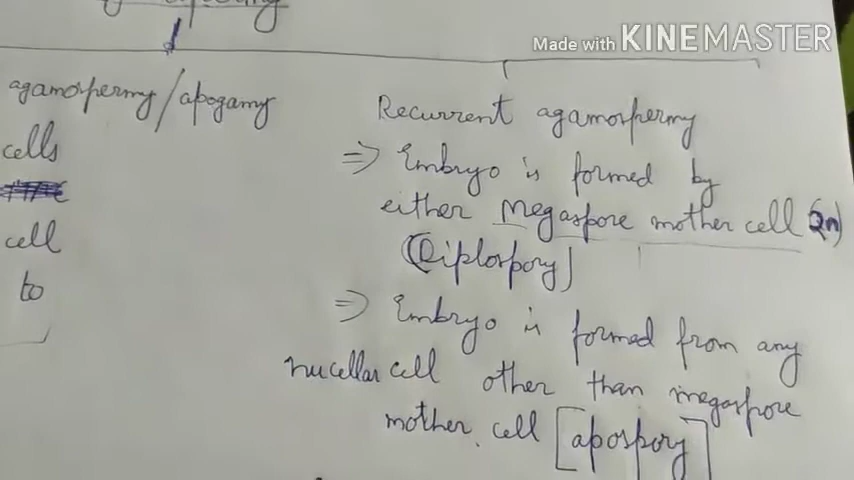 Made with KINEMASTER
agamospermy/apogamy
cells
cell
to
Recurrent agamospermy
⇒ Embryo is formed by
either Megaspore mother cell (2n)
(Diplospory)
⇒ Embryo is formed from any
nucellar cell other than megaspore
mother cell [apospory]